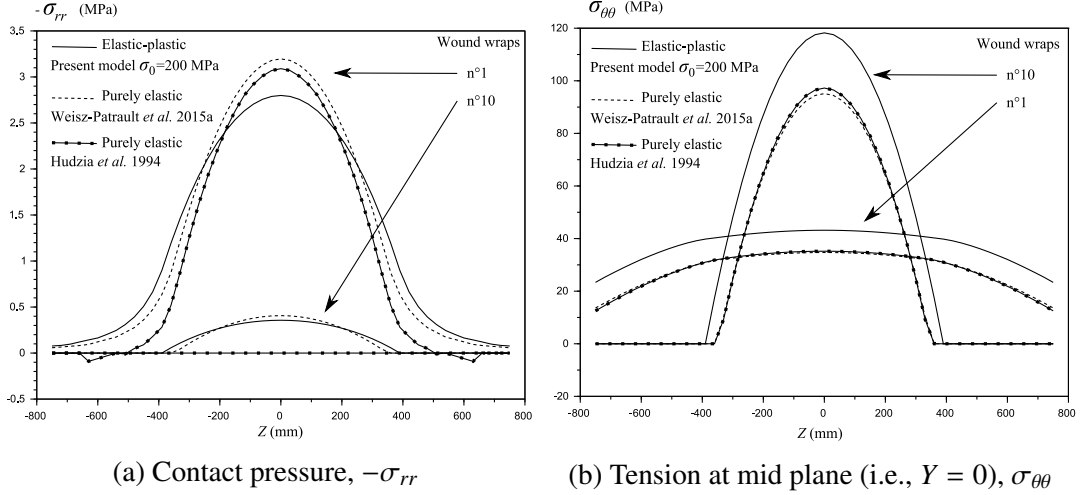 -σrr (MPa)
Elastic-plastic
Present model σ0=200 MPa
Purely elastic
Weisz-Patrault et al. 2015a
Purely elastic
Hudzia et al. 1994
Wound wraps
n°1
n°10
3.5
3
2.5
2
1.5
1
0.5
0
-0.5
-800 -600 -400 -200 0 200 400 600 800
Z (mm)
(a) Contact pressure, −σrr
σθθ (MPa)
Elastic-plastic
Present model σ0=200 MPa
Purely elastic
Weisz-Patrault et al. 2015a
Purely elastic
Hudzia et al. 1994
Wound wraps
n°10
n°1
120
100
80
60
40
20
0
-20
-800 -600 -400 -200 0 200 400 600 800
Z (mm)
(b) Tension at mid plane (i.e., Y = 0), σθθ